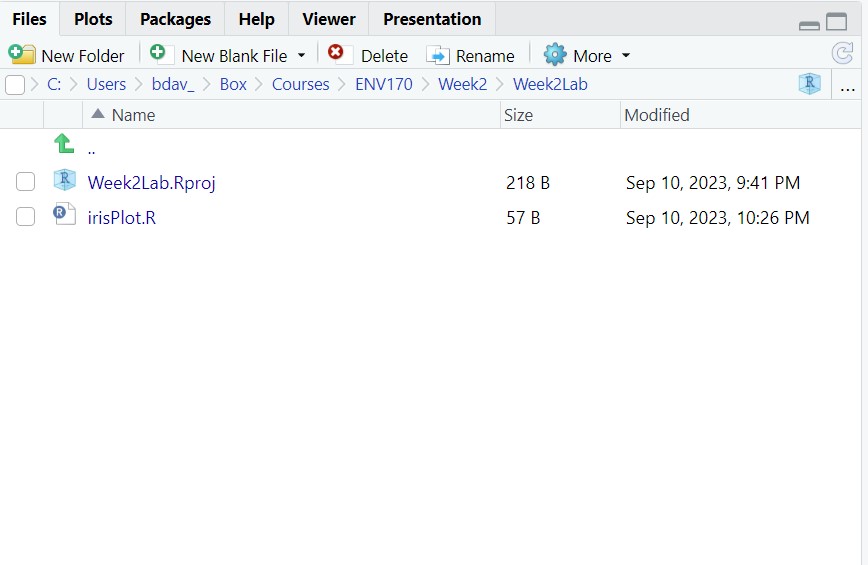 Files Plots Packages Help Viewer Presentation
New Folder New Blank File Delete Rename More
C: Users bdav_ Box Courses ENV170 Week2 Week2Lab R ...
Name Size Modified
..
R Week2Lab.Rproj 218 B Sep 10, 2023, 9:41 PM
R irisPlot.R 57 B Sep 10, 2023, 10:26 PM